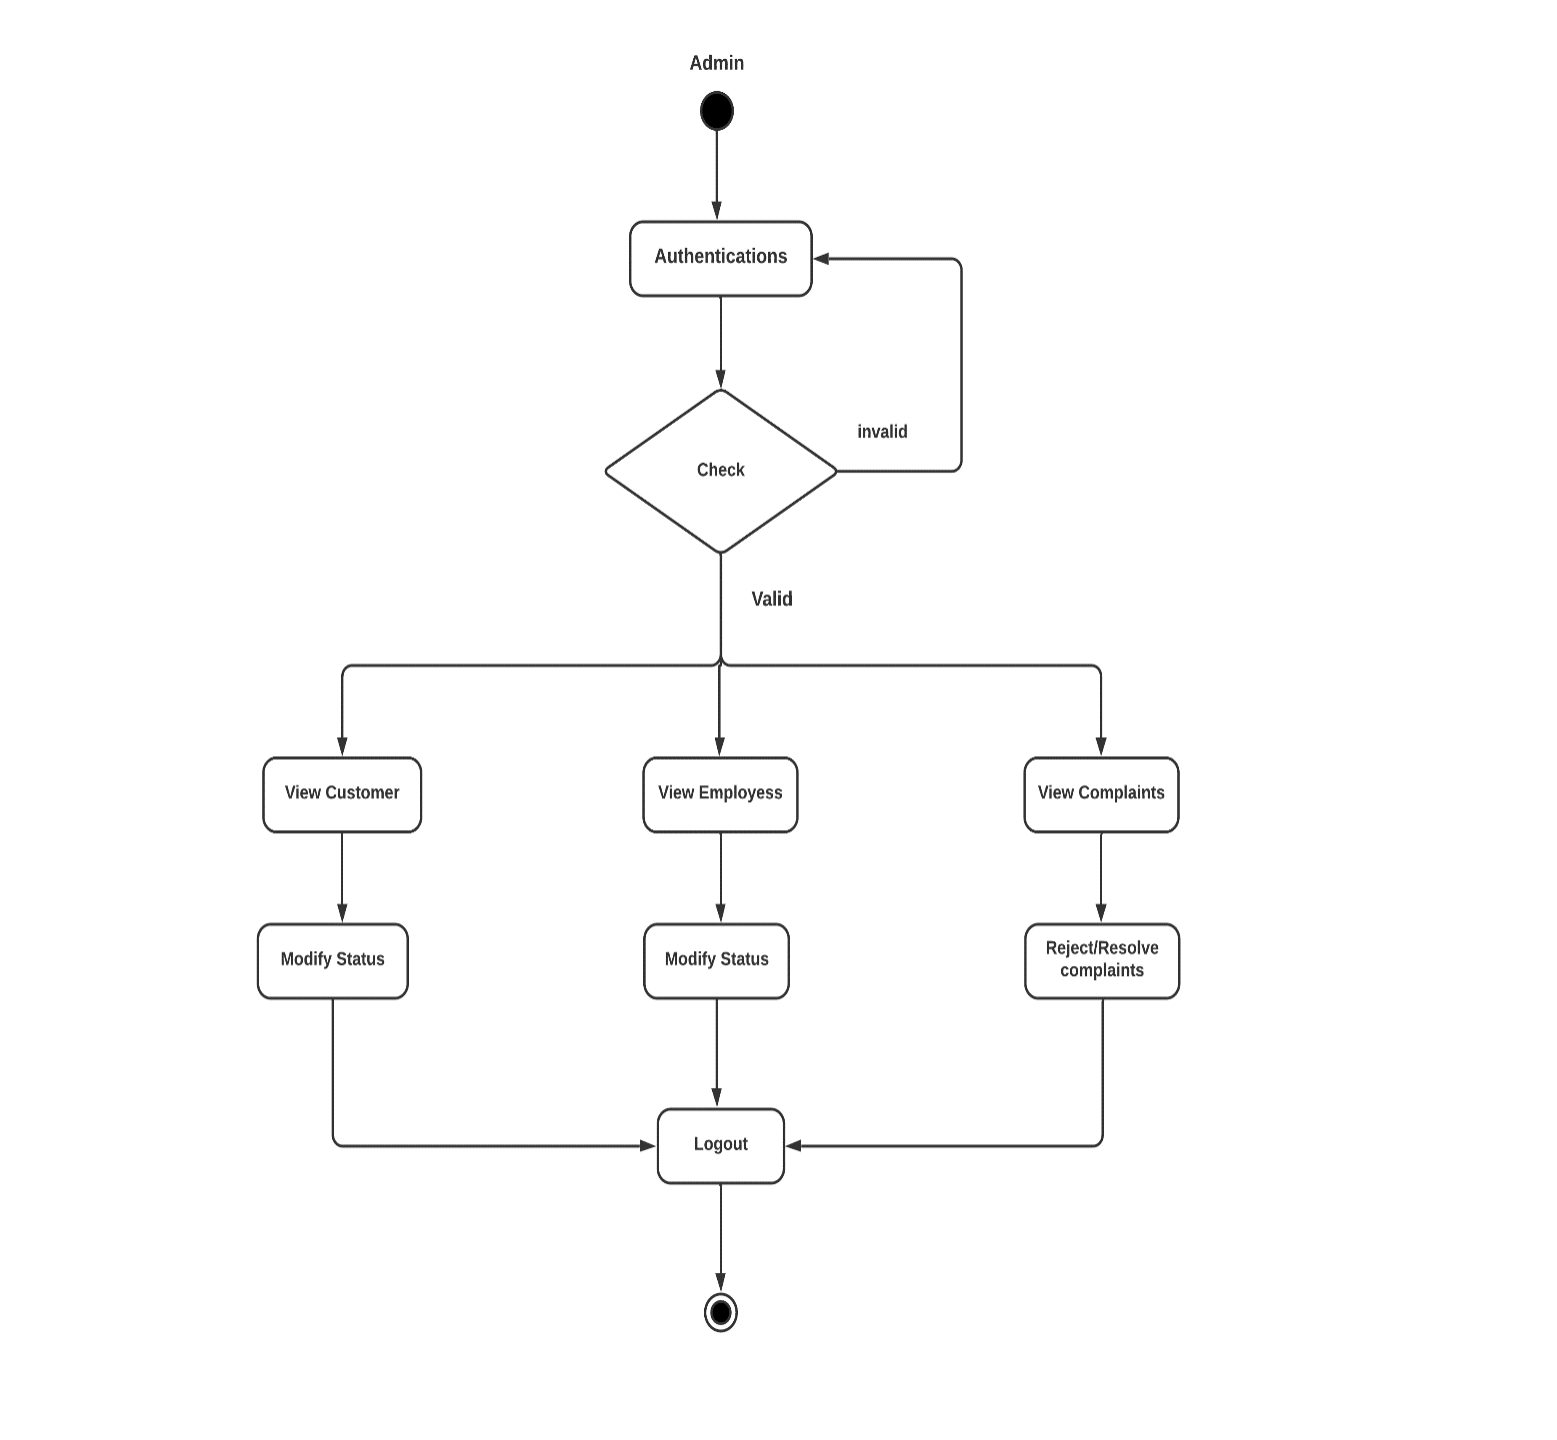 Admin
Authentications
invalid
Check
Valid
View Customer
View Employess
View Complaints
Modify Status
Modify Status
Reject/Resolve
complaints
Logout